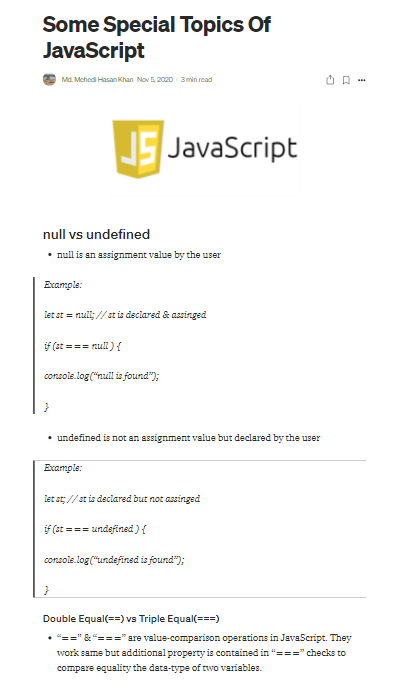 Some Special Topics Of
JavaScript
Md. Mehedi Hasan Khan Nov 5, 2020 · 3 min read
JS JavaScript
null vs undefined
• null is an assignment value by the user
Example:
let st = null; // st is declared & assinged
if (st === null ) {
console.log(“null is found”);
}
• undefined is not an assignment value but declared by the user
Example:
let st; // st is declared but not assinged
if (st === undefined ) {
console.log(“undefined is found”);
}
Double Equal(==) vs Triple Equal(===)
• “==” & “===” are value-comparison operations in JavaScript. They
work same but additional property is contained in “===” checks to
compare equality the data-type of two variables.